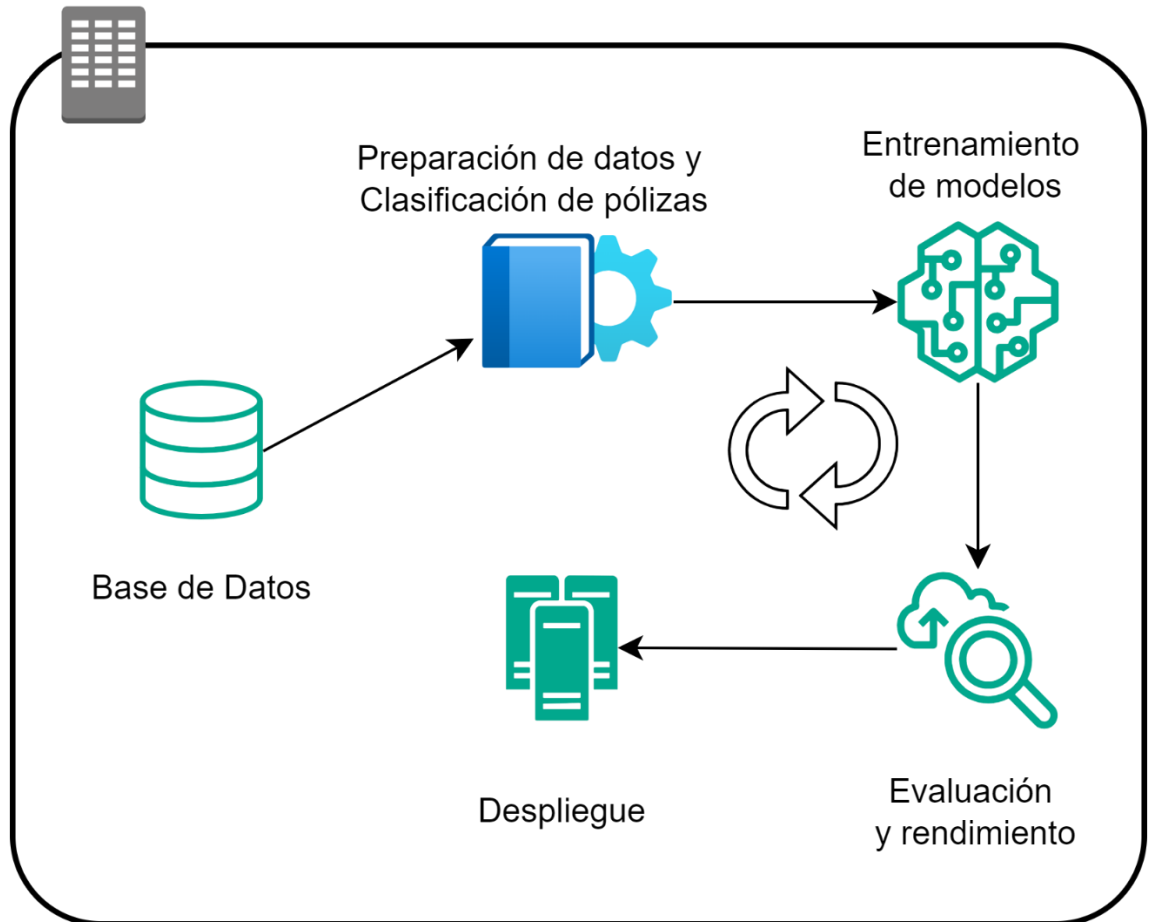 Preparación de datos y
Clasificación de pólizas
Entrenamiento
de modelos
Base de Datos
Despliegue
Evaluación
y rendimiento